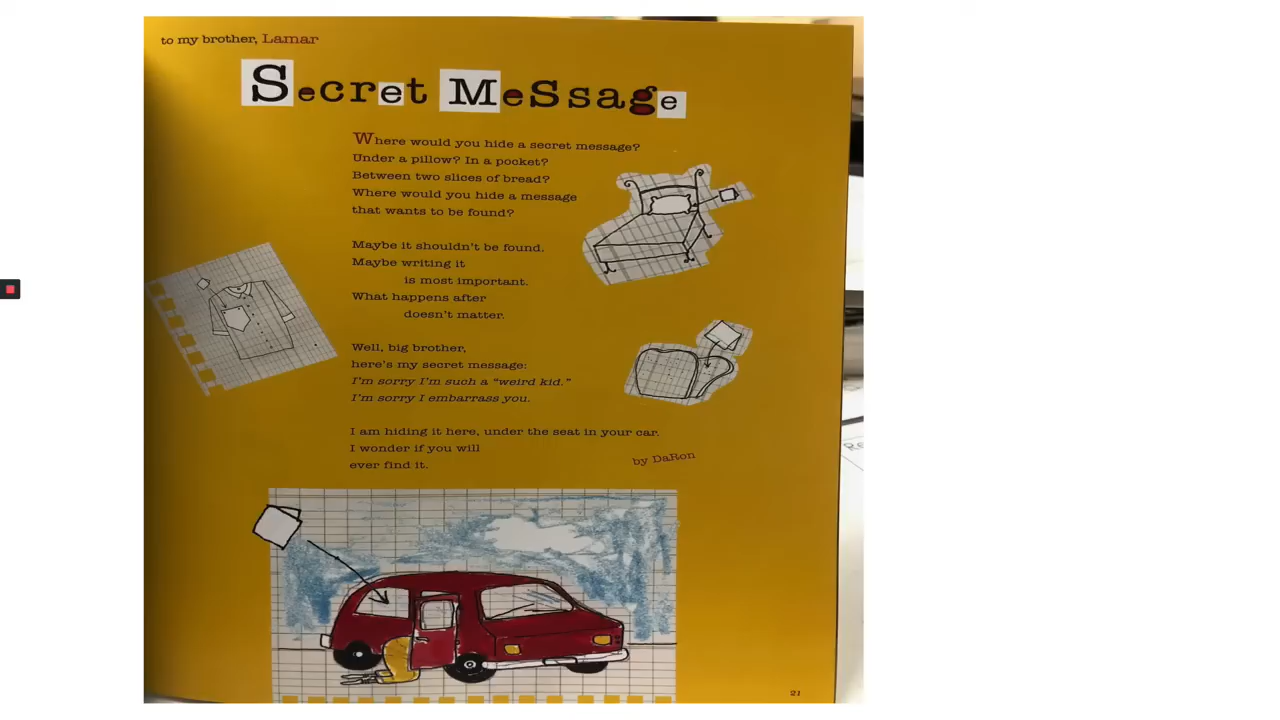 to my brother, Lamar
Secret MeSsage
Where would you hide a secret message?
Under a pillow? In a pocket?
Between two slices of bread?
Where would you hide a message
that wants to be found?
Maybe it shouldn't be found.
Maybe writing it
is most important.
What happens after
doesn't matter.
Well, big brother,
here's my secret message:
I'm sorry I'm such a "weird kid."
I'm sorry I embarrass you.
I am hiding it here, under the seat in your car.
I wonder if you will
ever find it.
by DaRon
21